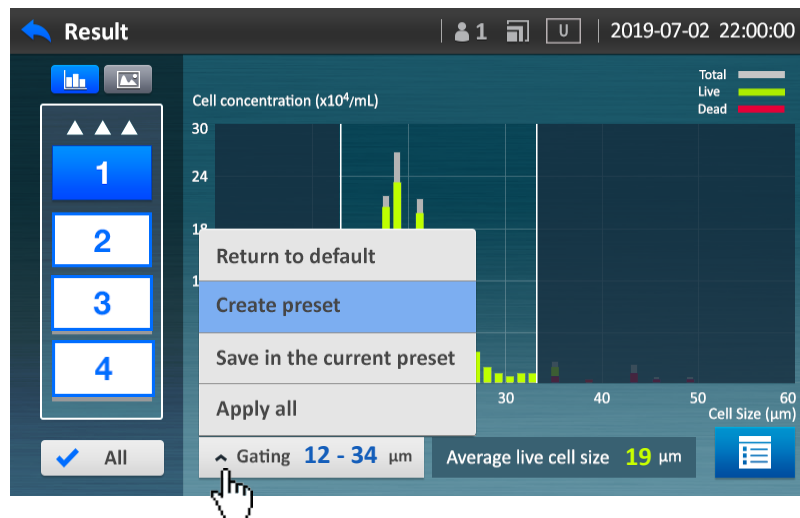 Result
1
U
2019-07-02 22:00:00
Total
Live
Dead
Cell concentration (x10⁴/mL)
30
24
18
1
1
2
3
4
All
Return to default
Create preset
Save in the current preset
Apply all
30
40
50
60
Cell Size (μm)
Gating 12 - 34 μm
Average live cell size 19 μm